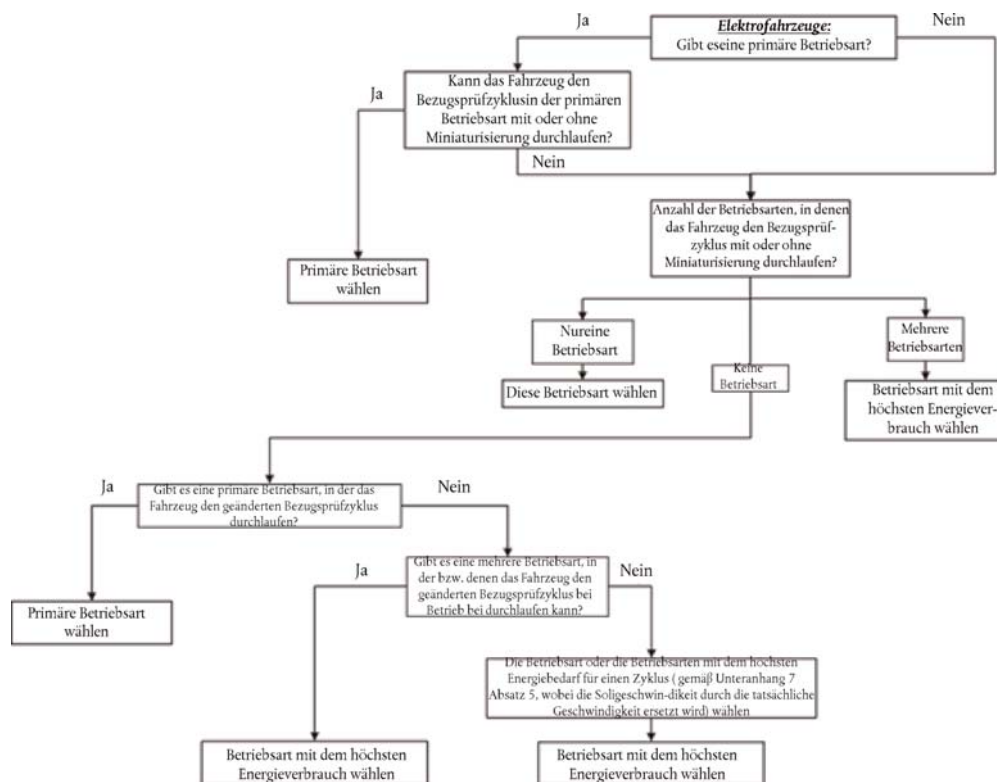 Ja
Elektrofahrzeuge:
Nein
Gibt eseine primäre Betriebsart?
Ja
Kann das Fahrzeug den
Bezugsprüfzyklusin der primären
Betriebsart mit oder ohne
Miniaturisierung durchlaufen?
Nein
Anzahl der Betriebsarten, in denen
das Fahrzeug den Bezugsprüf-
zyklus mit oder ohne
Miniaturisierung durchlaufen?
Primäre Betriebsart
wählen
Nureine
Betriebsart
Mehrere
Betriebsarten
Keine
Betriebsart
Diese Betriebsart wählen
Betriebsart mit dem
höchsten Energiever-
brauch wählen
Ja
Gibt es eine primäre Betriebsart, in der das
Fahrzeug den geänderten Bezugsprüfzyklus
durchlaufen?
Nein
Ja
Gibt es eine mehrere Betriebsart, in
der bzw. denen das Fahrzeug den
geänderten Bezugsprüfzyklus bei
Betrieb bei durchlaufen kann?
Nein
Primäre Betriebsart
wählen
Die Betriebsart oder die Betriebsarten mit dem höchsten
Energiebedarf für einen Zyklus ( gemäß Unteranhang 7
Absatz 5, wobei die Soligeschwin-dikeit durch die tatsächliche
Geschwindigkeit ersetzt wird) wählen
Betriebsart mit dem höchsten
Energieverbrauch wählen
Betriebsart mit dem höchsten
Energieverbrauch wählen